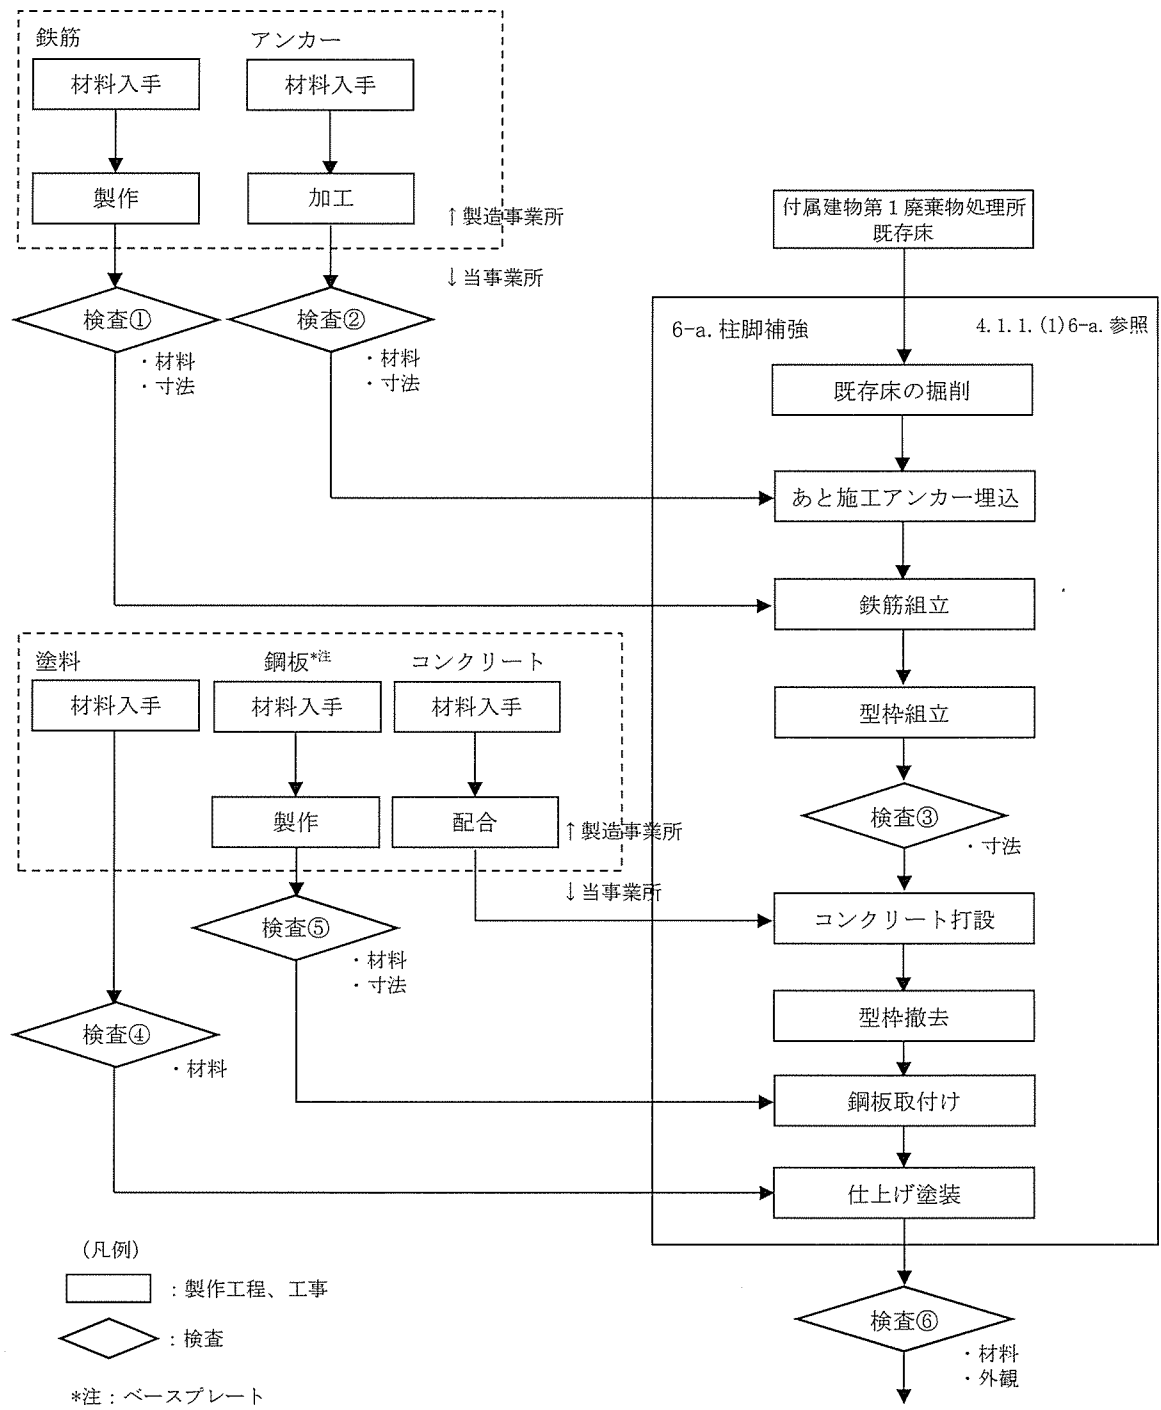 鉄筋
アンカー
材料入手
材料入手
製作
加工
↑製造事業所
↓当事業所
検査①
・材料
・寸法
検査②
・材料
・寸法
付属建物第１廃棄物処理所
既存床
6-a. 柱脚補強
4.1.1.(1)6-a.参照
既存床の掘削
あと施工アンカー埋込
鉄筋組立
型枠組立
検査③
・寸法
塗料
鋼板*注
コンクリート
材料入手
材料入手
材料入手
製作
配合
↑製造事業所
↓当事業所
検査⑤
・材料
・寸法
検査④
・材料
コンクリート打設
型枠撤去
鋼板取付け
仕上げ塗装
検査⑥
・材料
・外観
(凡例)
：製作工程、工事
：検査
*注：ベースプレート